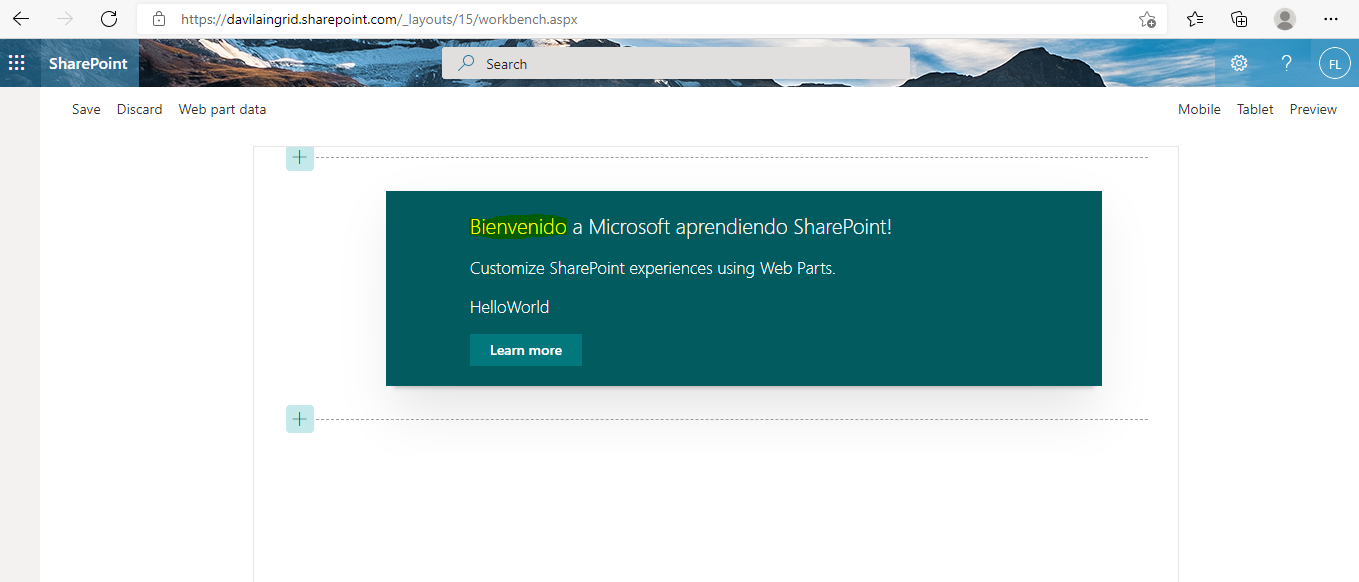 https://davilaingrid.sharepoint.com/_layouts/15/workbench.aspx
SharePoint Search ? FL
Save Discard Web part data Mobile Tablet Preview
Bienvenido a Microsoft aprendiendo SharePoint!
Customize SharePoint experiences using Web Parts.
HelloWorld
Learn more